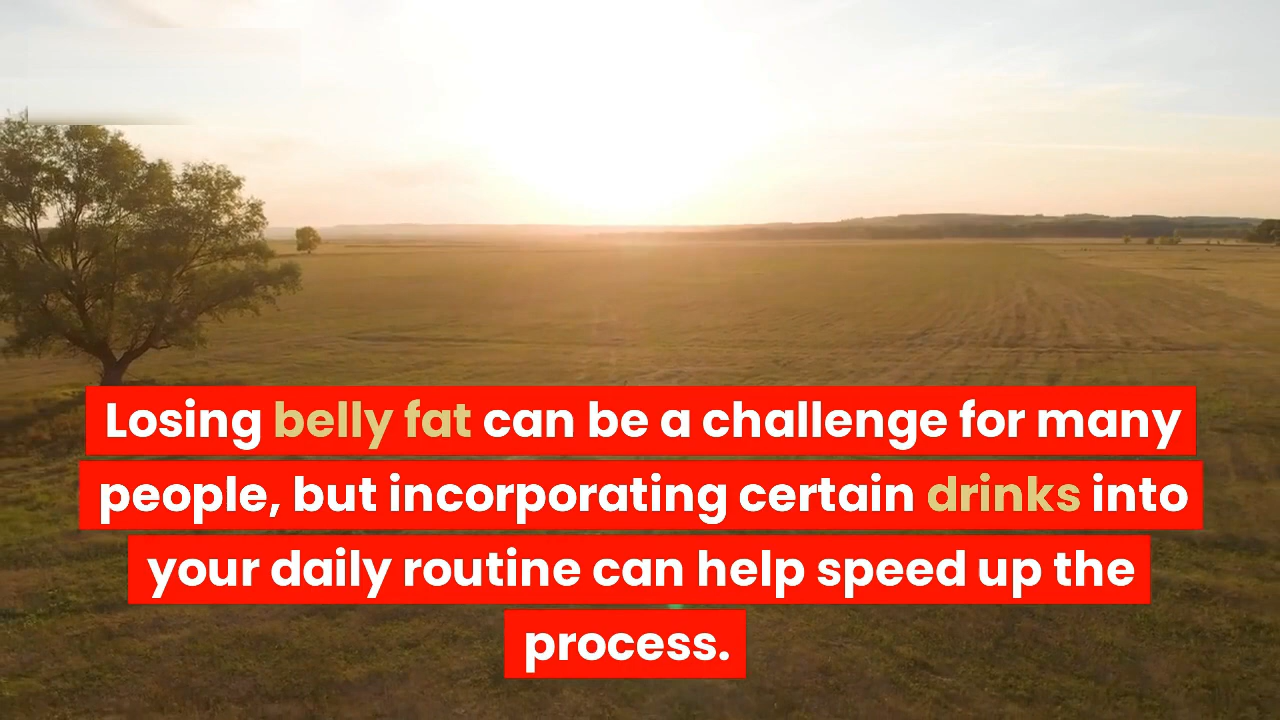 Losing belly fat can be a challenge for many
people, but incorporating certain drinks into
your daily routine can help speed up the
process.